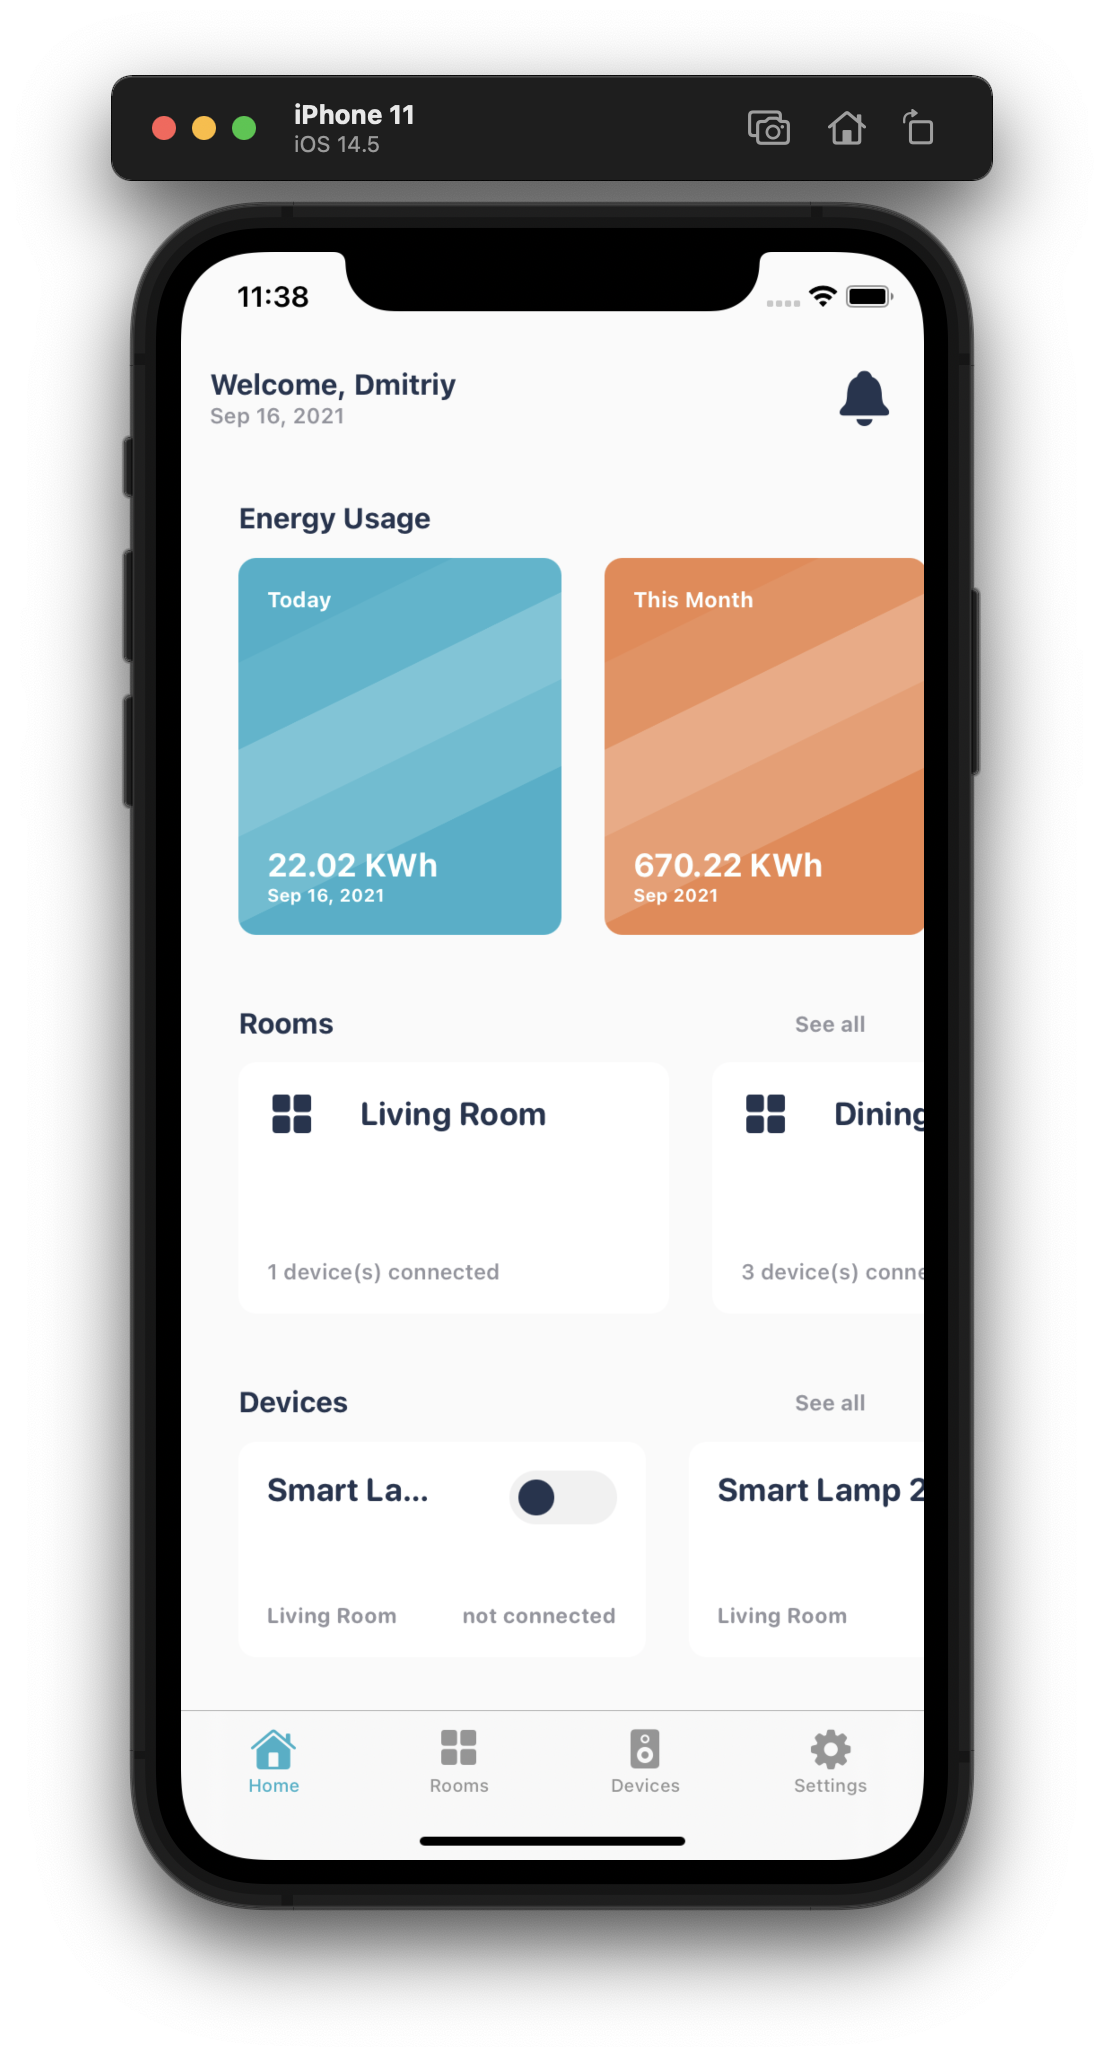 iPhone 11
iOS 14.5
11:38
Welcome, Dmitriy
Sep 16, 2021
Energy Usage
Today
This Month
22.02 KWh
670.22 KWh
Sep 16, 2021
Sep 2021
Rooms
See all
Living Room
Dining
1 device(s) connected
3 device(s) conne
Devices
See all
Smart La...
Smart Lamp 2
Living Room
not connected
Living Room
Home
Rooms
Devices
Settings